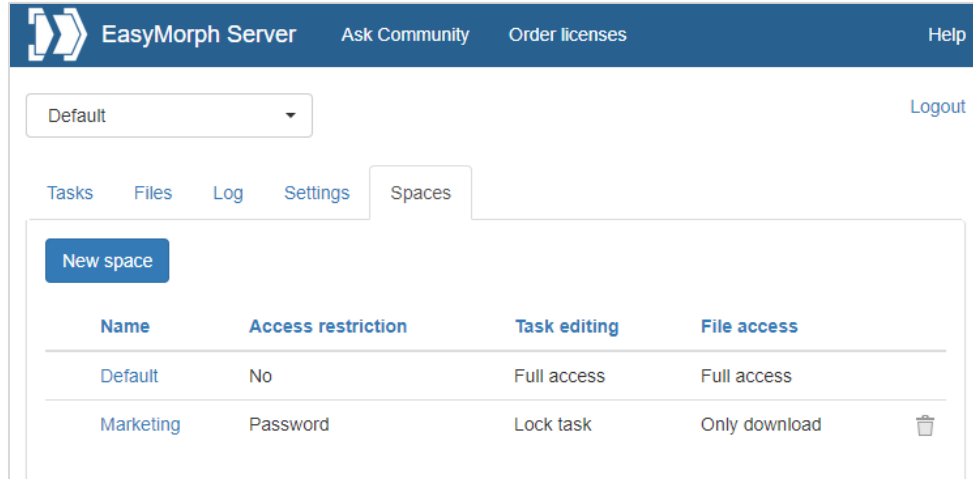 EasyMorph Server Ask Community Order licenses Help
Default Logout
Tasks Files Log Settings Spaces
New space
Name Access restriction Task editing File access
Default No Full access Full access
Marketing Password Lock task Only download